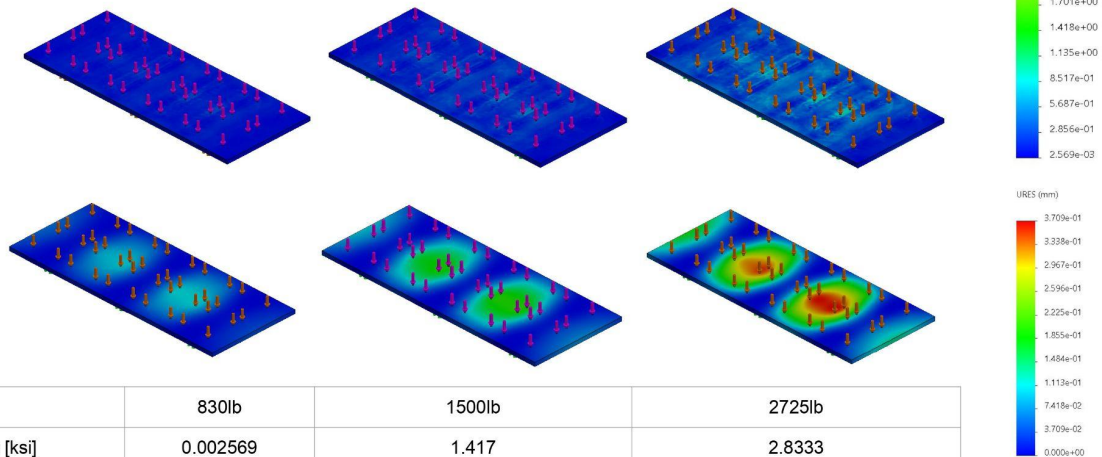 1.701e+00
1.418e+00
1.135e+00
8.517e-01
5.687e-01
2.856e-01
2.569e-03
URES (mm)
3.709e-01
3.338e-01
2.967e-01
2.596e-01
2.225e-01
1.855e-01
1.484e-01
1.113e-01
7.418e-02
3.709e-02
0.000e+00
830lb 1500lb 2725lb
[ksi] 0.002569 1.417 2.8333